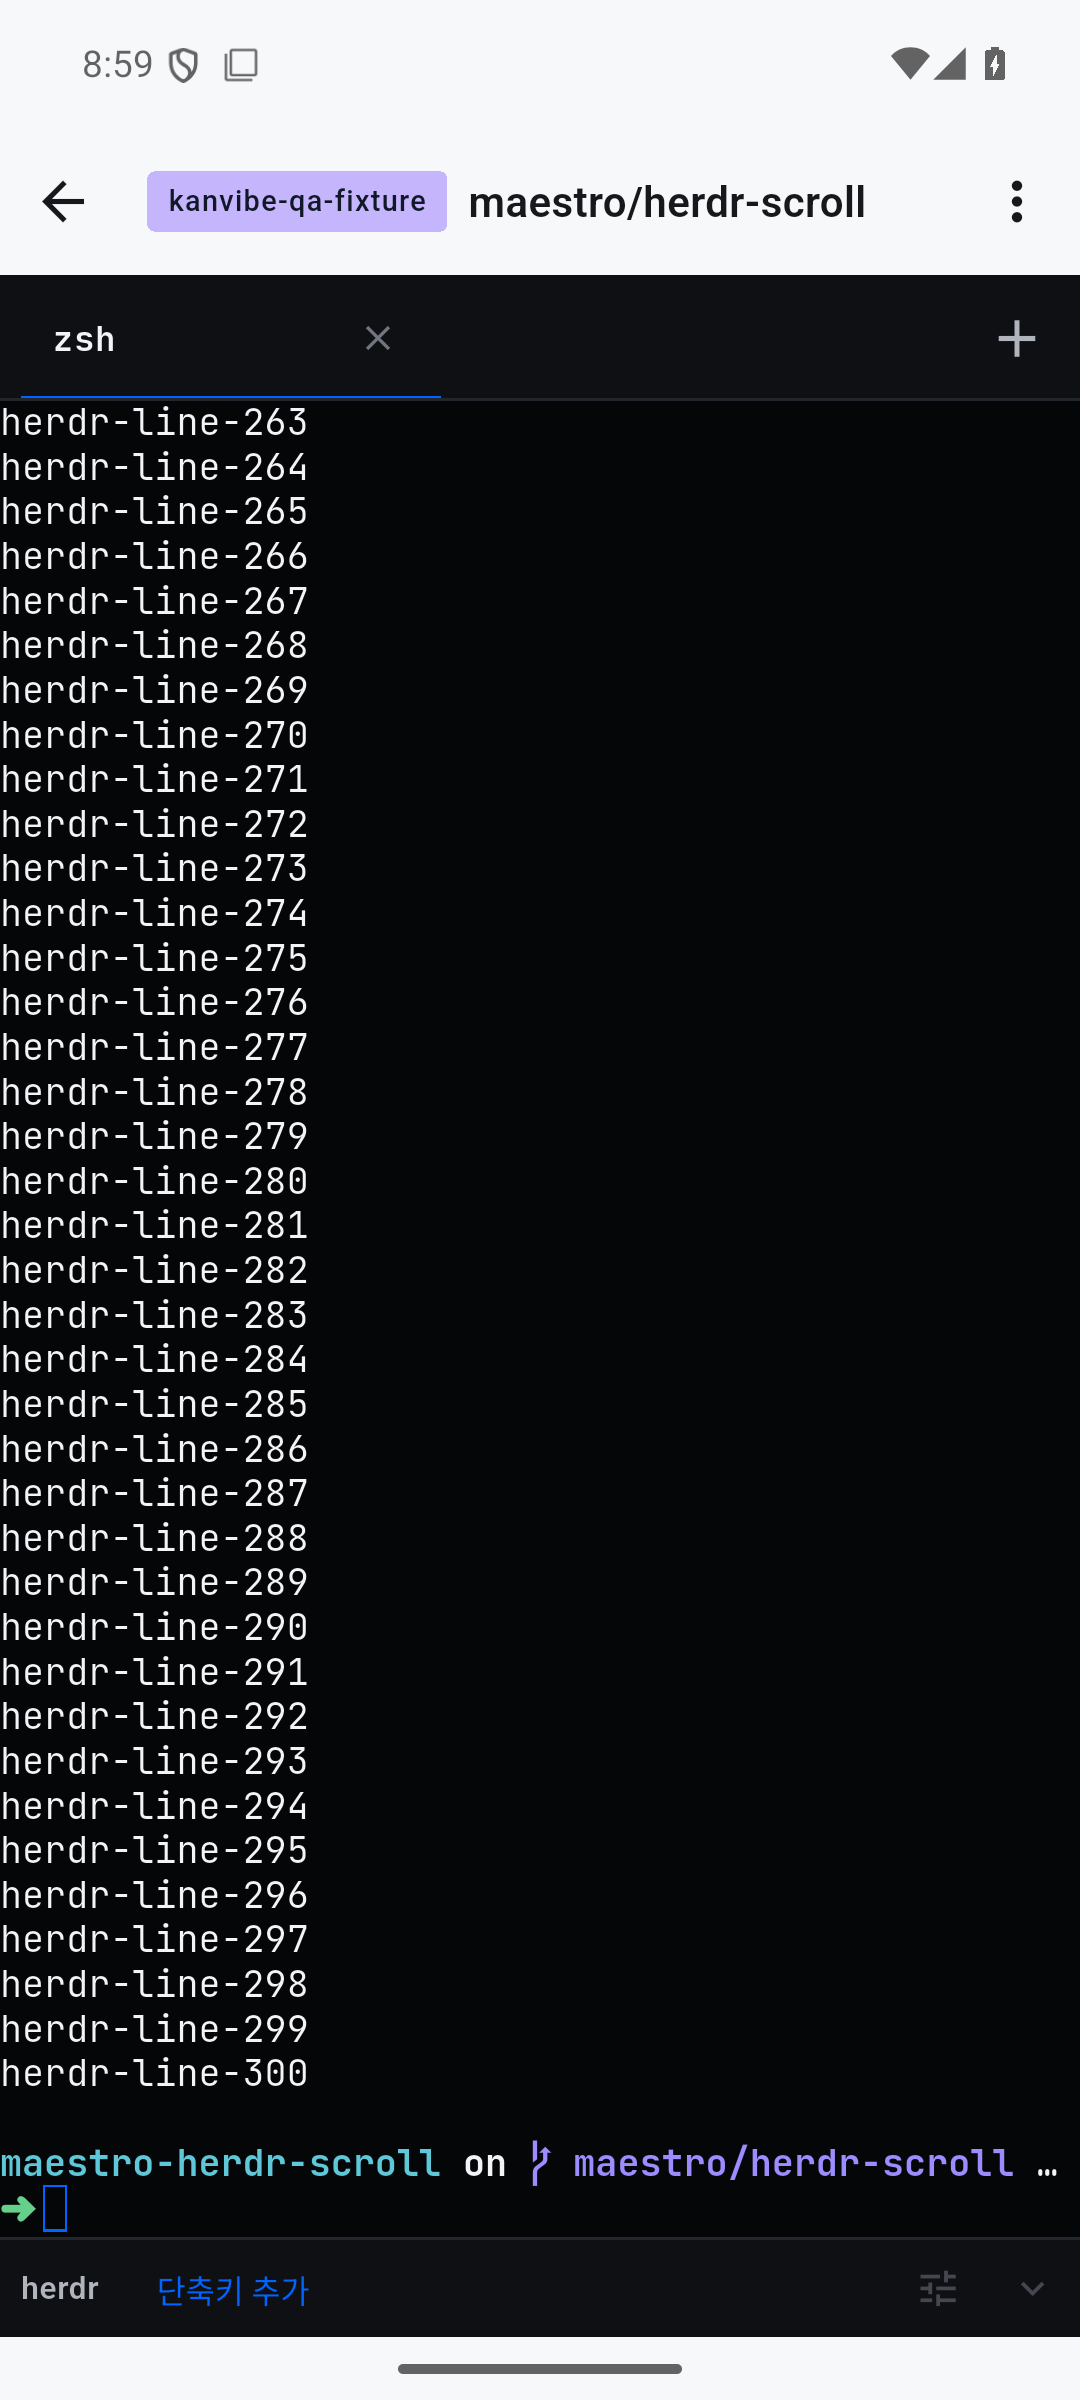 8:59
kanvibe-qa-fixture maestro/herdr-scroll
zsh
herdr-line-263
herdr-line-264
herdr-line-265
herdr-line-266
herdr-line-267
herdr-line-268
herdr-line-269
herdr-line-270
herdr-line-271
herdr-line-272
herdr-line-273
herdr-line-274
herdr-line-275
herdr-line-276
herdr-line-277
herdr-line-278
herdr-line-279
herdr-line-280
herdr-line-281
herdr-line-282
herdr-line-283
herdr-line-284
herdr-line-285
herdr-line-286
herdr-line-287
herdr-line-288
herdr-line-289
herdr-line-290
herdr-line-291
herdr-line-292
herdr-line-293
herdr-line-294
herdr-line-295
herdr-line-296
herdr-line-297
herdr-line-298
herdr-line-299
herdr-line-300
maestro-herdr-scroll on maestro/herdr-scroll …
➜
herdr 단축키 추가